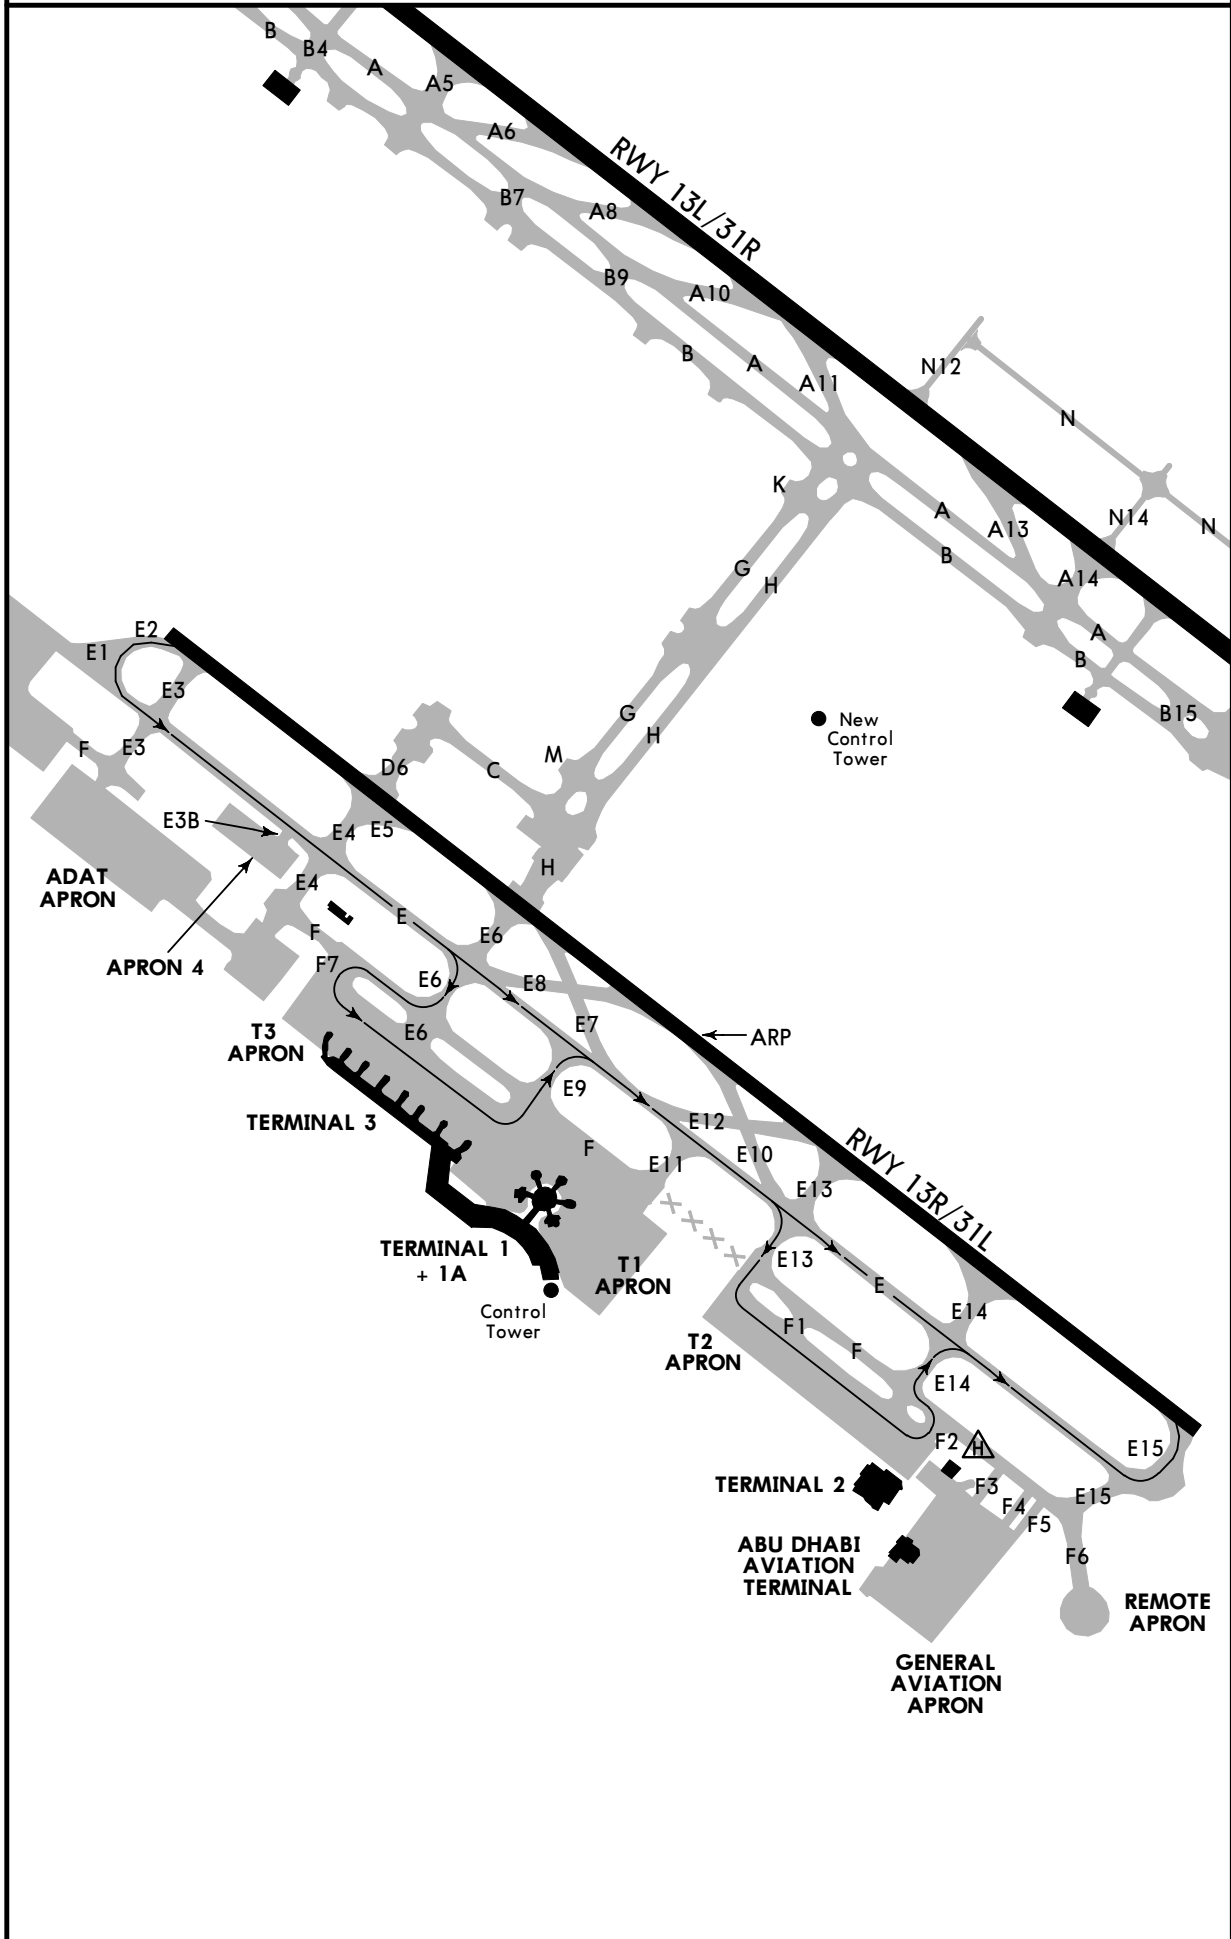 B
B4
A
A5
A6
RWY 13L/31R
B7
A8
B9
A10
B
A
A11
N12
N
K
A
A13
N14
N
B
G
H
A14
A
B
B15
E2
E1
E3
E3
F
G
H
New
Control
Tower
M
D6
C
E3B
E4
E5
H
ADAT
APRON
E4
E
F
E6
APRON 4
F7
E6
E8
E7
T3
APRON
E6
ARP
E9
TERMINAL 3
E12
F
E11
E10
RWY 13R/31L
E13
TERMINAL 1
+ 1A
E13
T1
APRON
E
Control
Tower
E14
F1
T2
APRON
F
E14
F2
H
E15
TERMINAL 2
F3
E15
F4
F5
ABU DHABI
AVIATION
TERMINAL
F6
REMOTE
APRON
GENERAL
AVIATION
APRON